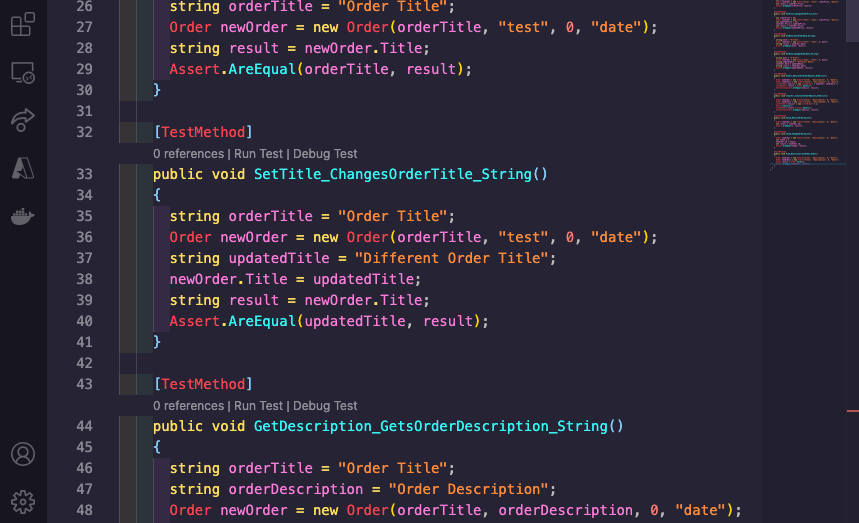 26 string orderTitle = "Order Title";
27 Order newOrder = new Order(orderTitle, "test", 0, "date");
28 string result = newOrder.Title;
29 Assert.AreEqual(orderTitle, result);
30 }
31
32 [TestMethod]
0 references | Run Test | Debug Test
33 public void SetTitle_ChangesOrderTitle_String()
34 {
35 string orderTitle = "Order Title";
36 Order newOrder = new Order(orderTitle, "test", 0, "date");
37 string updatedTitle = "Different Order Title";
38 newOrder.Title = updatedTitle;
39 string result = newOrder.Title;
40 Assert.AreEqual(updatedTitle, result);
41 }
42
43 [TestMethod]
0 references | Run Test | Debug Test
44 public void GetDescription_GetsOrderDescription_String()
45 {
46 string orderTitle = "Order Title";
47 string orderDescription = "Order Description";
48 Order newOrder = new Order(orderTitle, orderDescription, 0, "date");